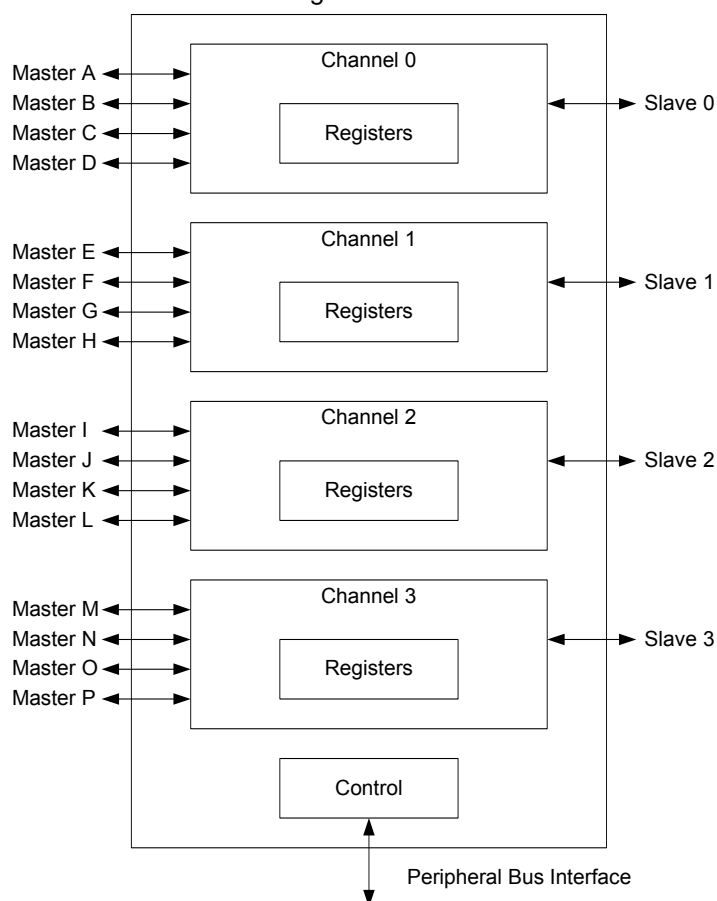 Channel 0
Master A
Master B
Slave 0
Master C
Registers
Master D
Channel 1
Master E
Master F
Slave 1
Master G
Registers
Master H
Channel 2
Master I
Master J
Slave 2
Master K
Registers
Master L
Channel 3
Master M
Master N
Slave 3
Master O
Registers
Master P
Control
Peripheral Bus Interface